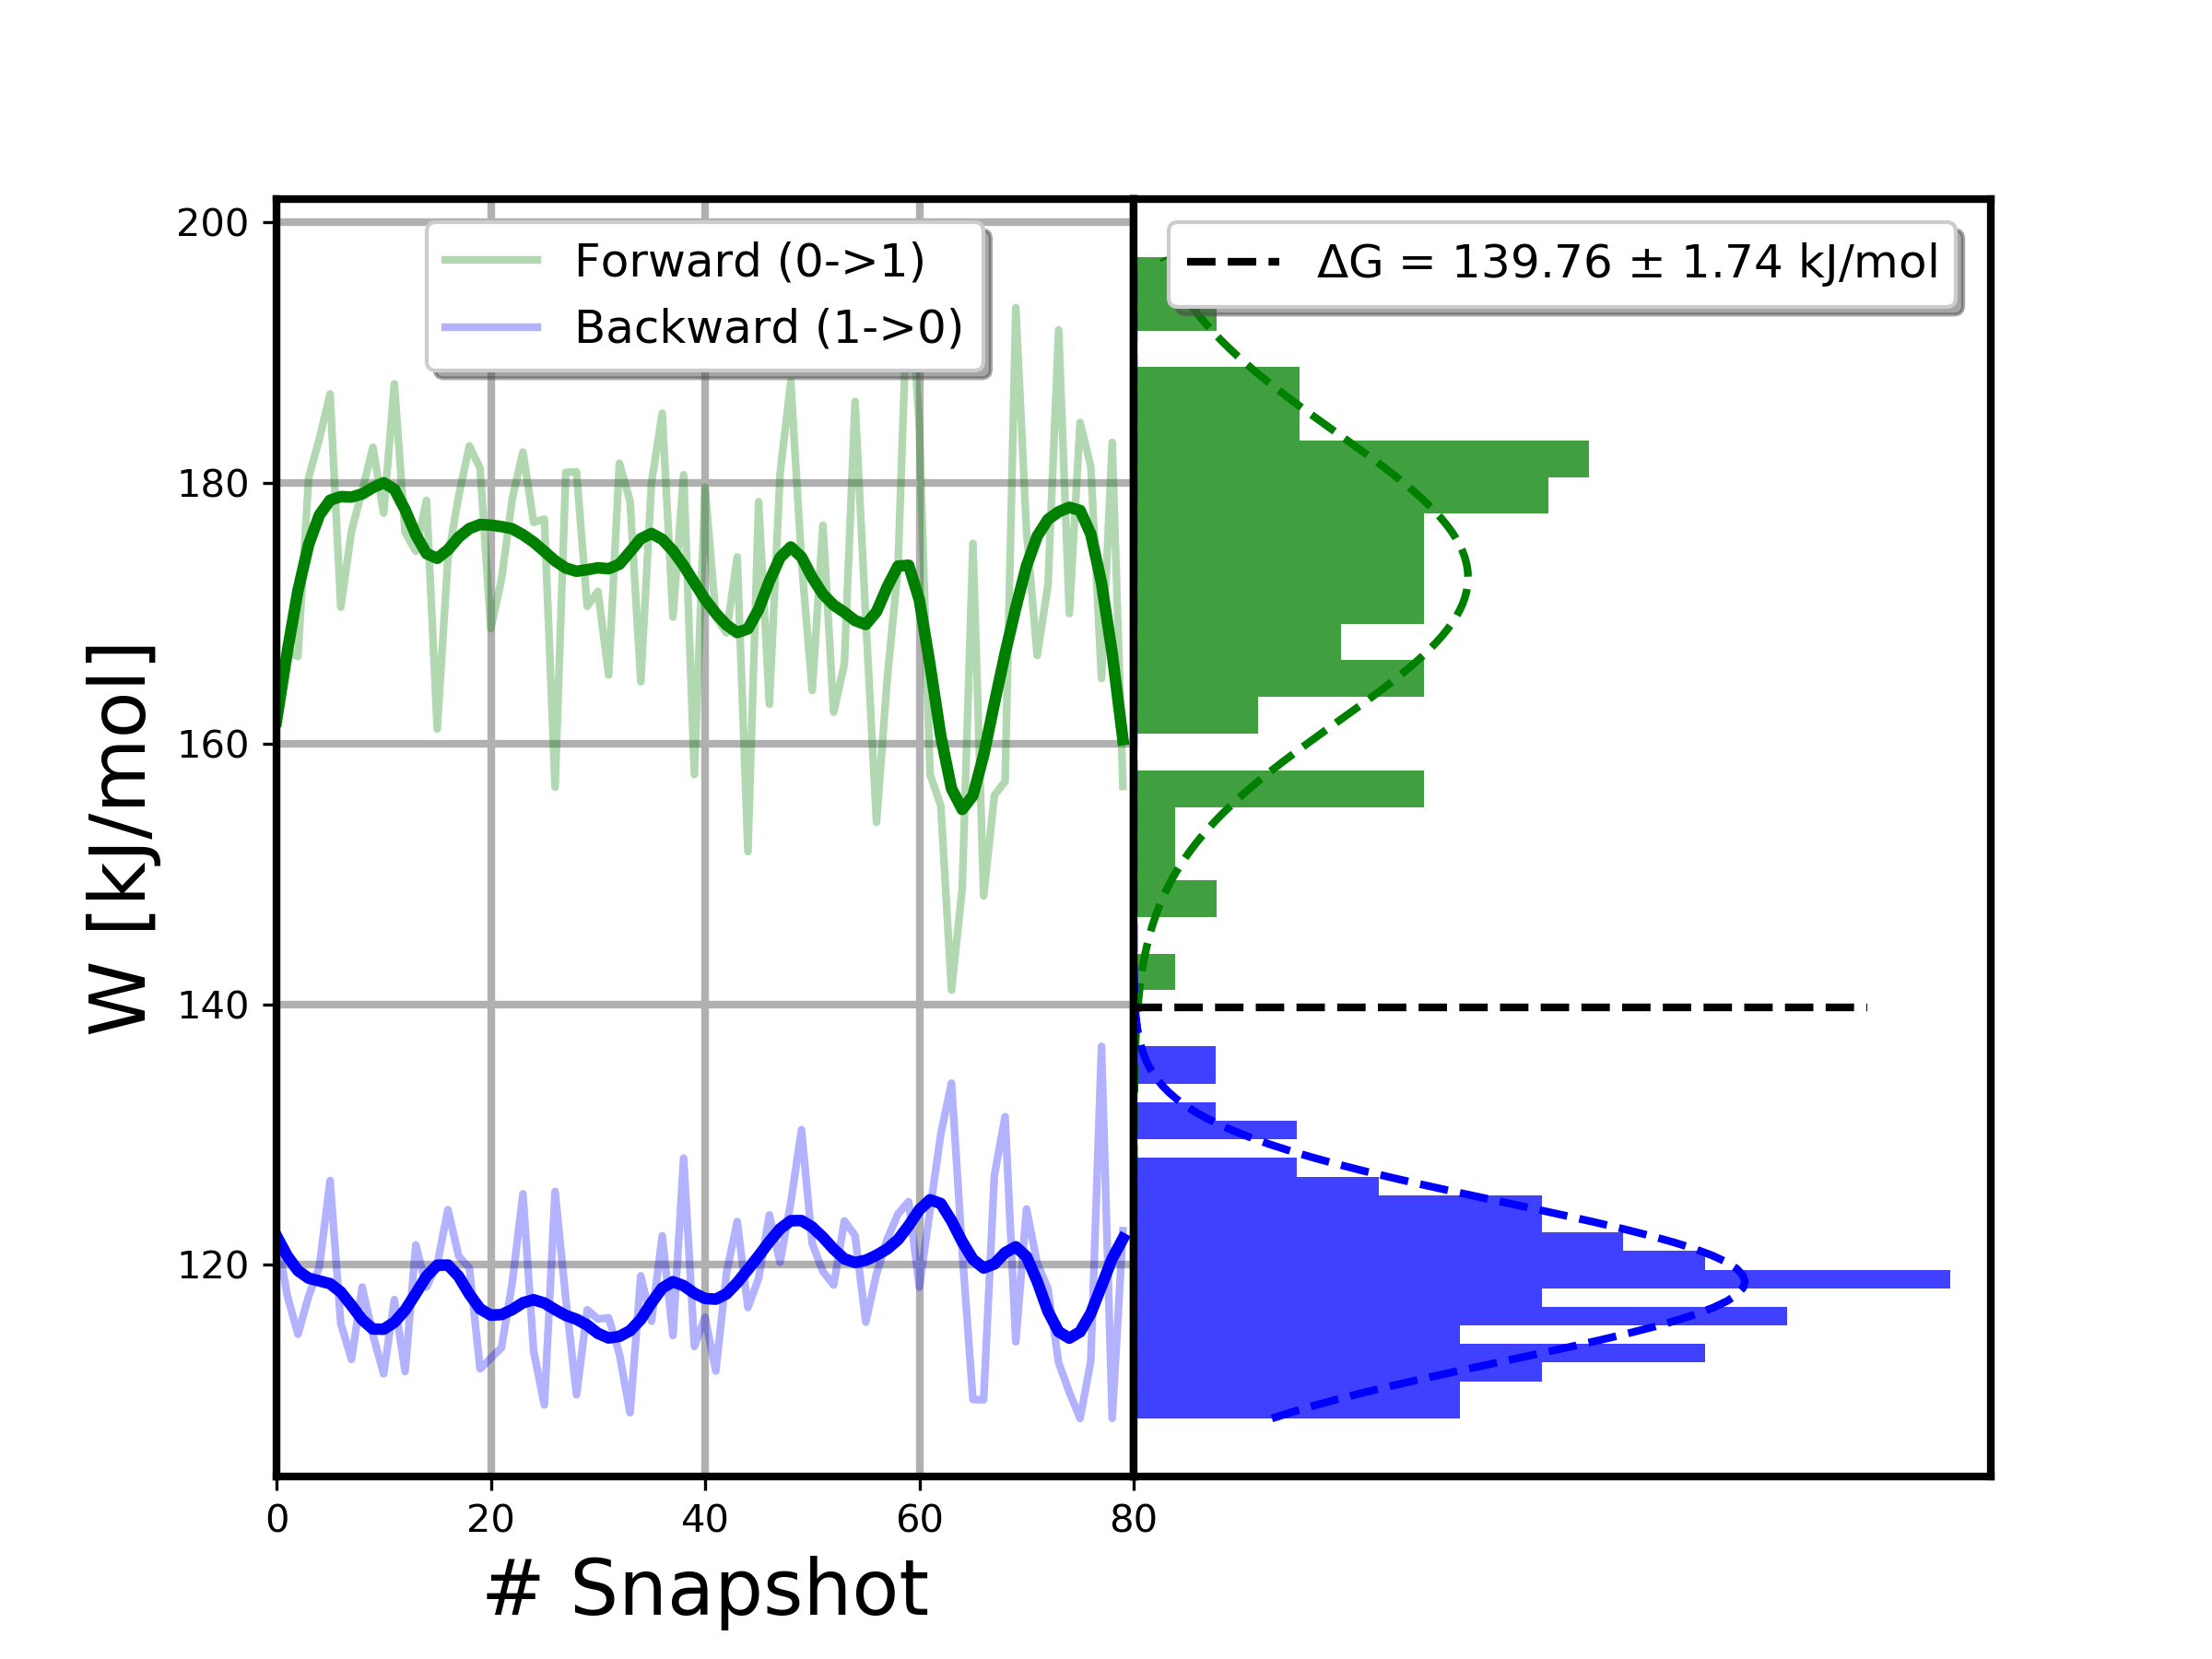 Forward (0->1)
Backward (1->0)
ΔG = 139.76 ± 1.74 kJ/mol
W [kJ/mol]
200
180
160
140
120
0 20 40 60 80
# Snapshot